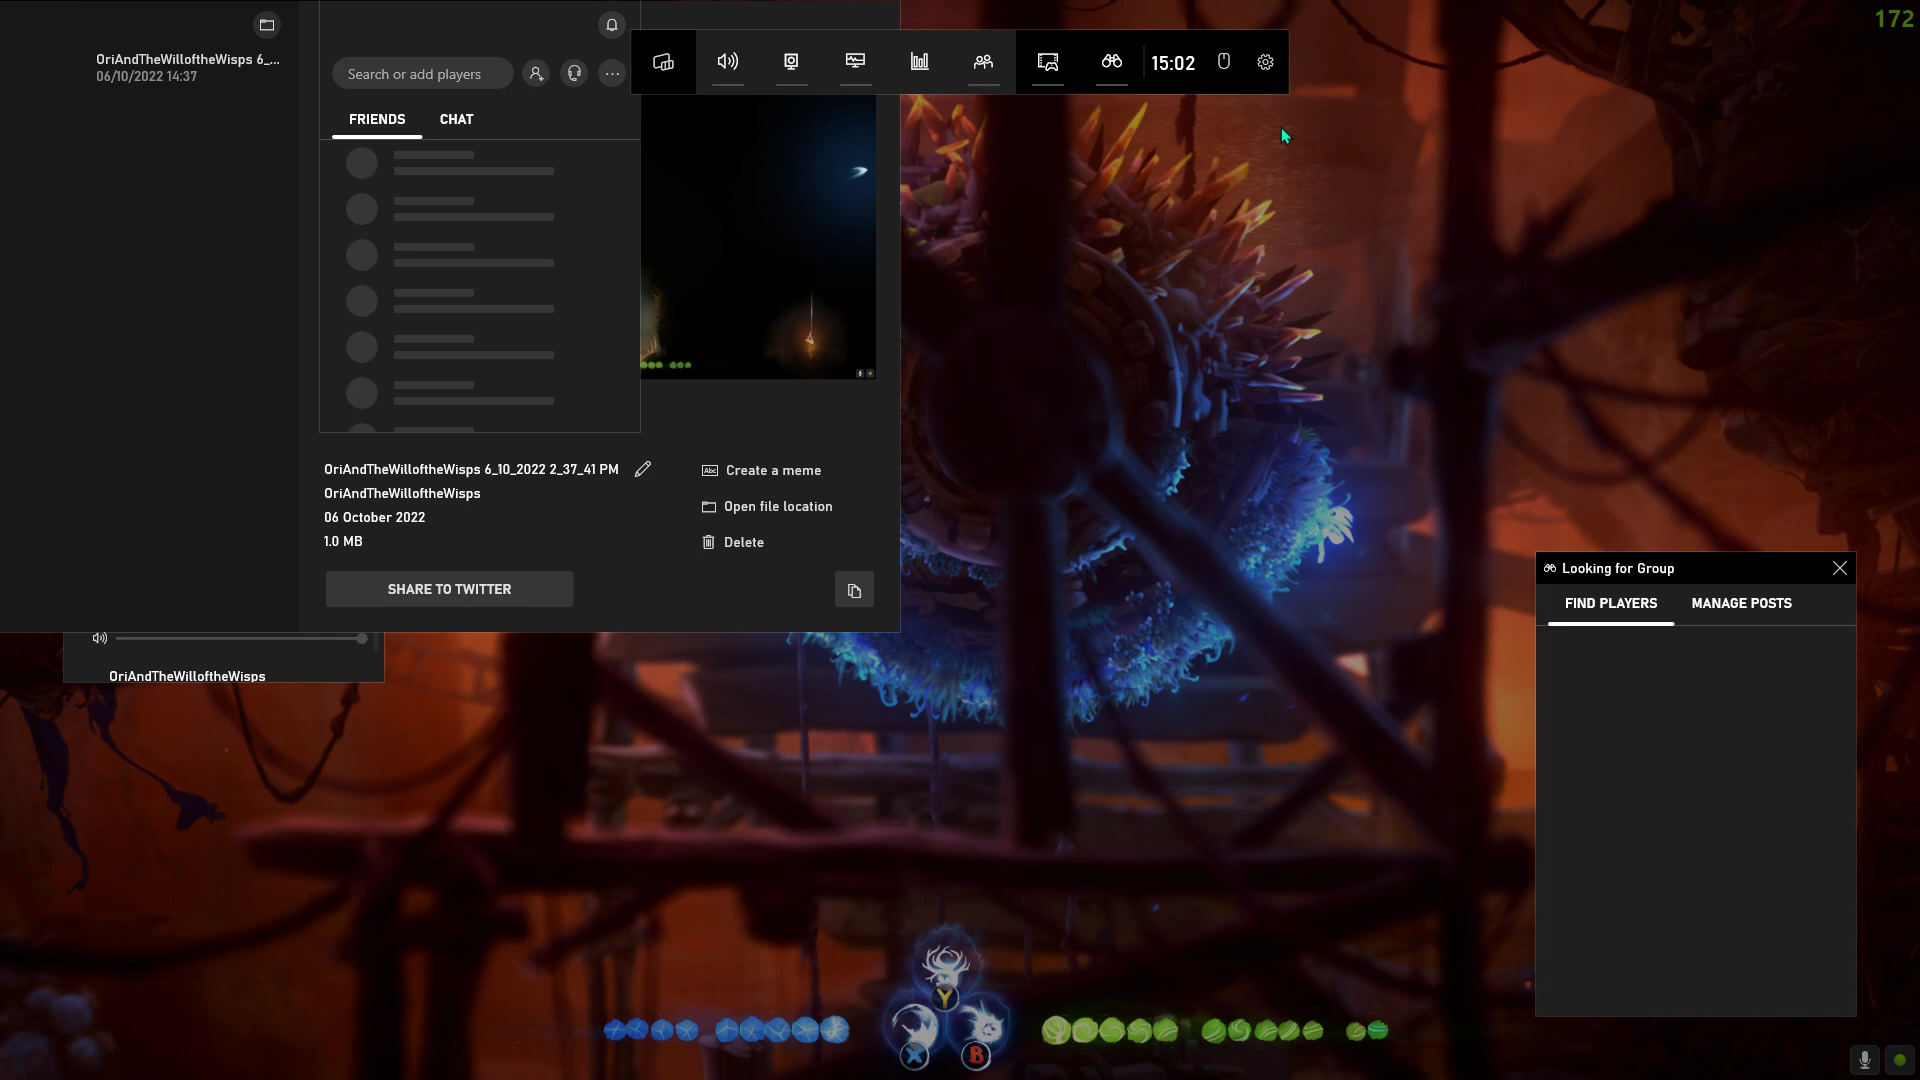 172
OriAndTheWilloftheWisps 6_...
06/10/2022 14:37
Search or add players
15:02
FRIENDS CHAT
OriAndTheWilloftheWisps 6_10_2022 2_37_41 PM
OriAndTheWilloftheWisps
06 October 2022
1.0 MB
Abc Create a meme
Open file location
Delete
SHARE TO TWITTER
OriAndTheWilloftheWisps
Looking for Group
FIND PLAYERS MANAGE POSTS
Y
X B